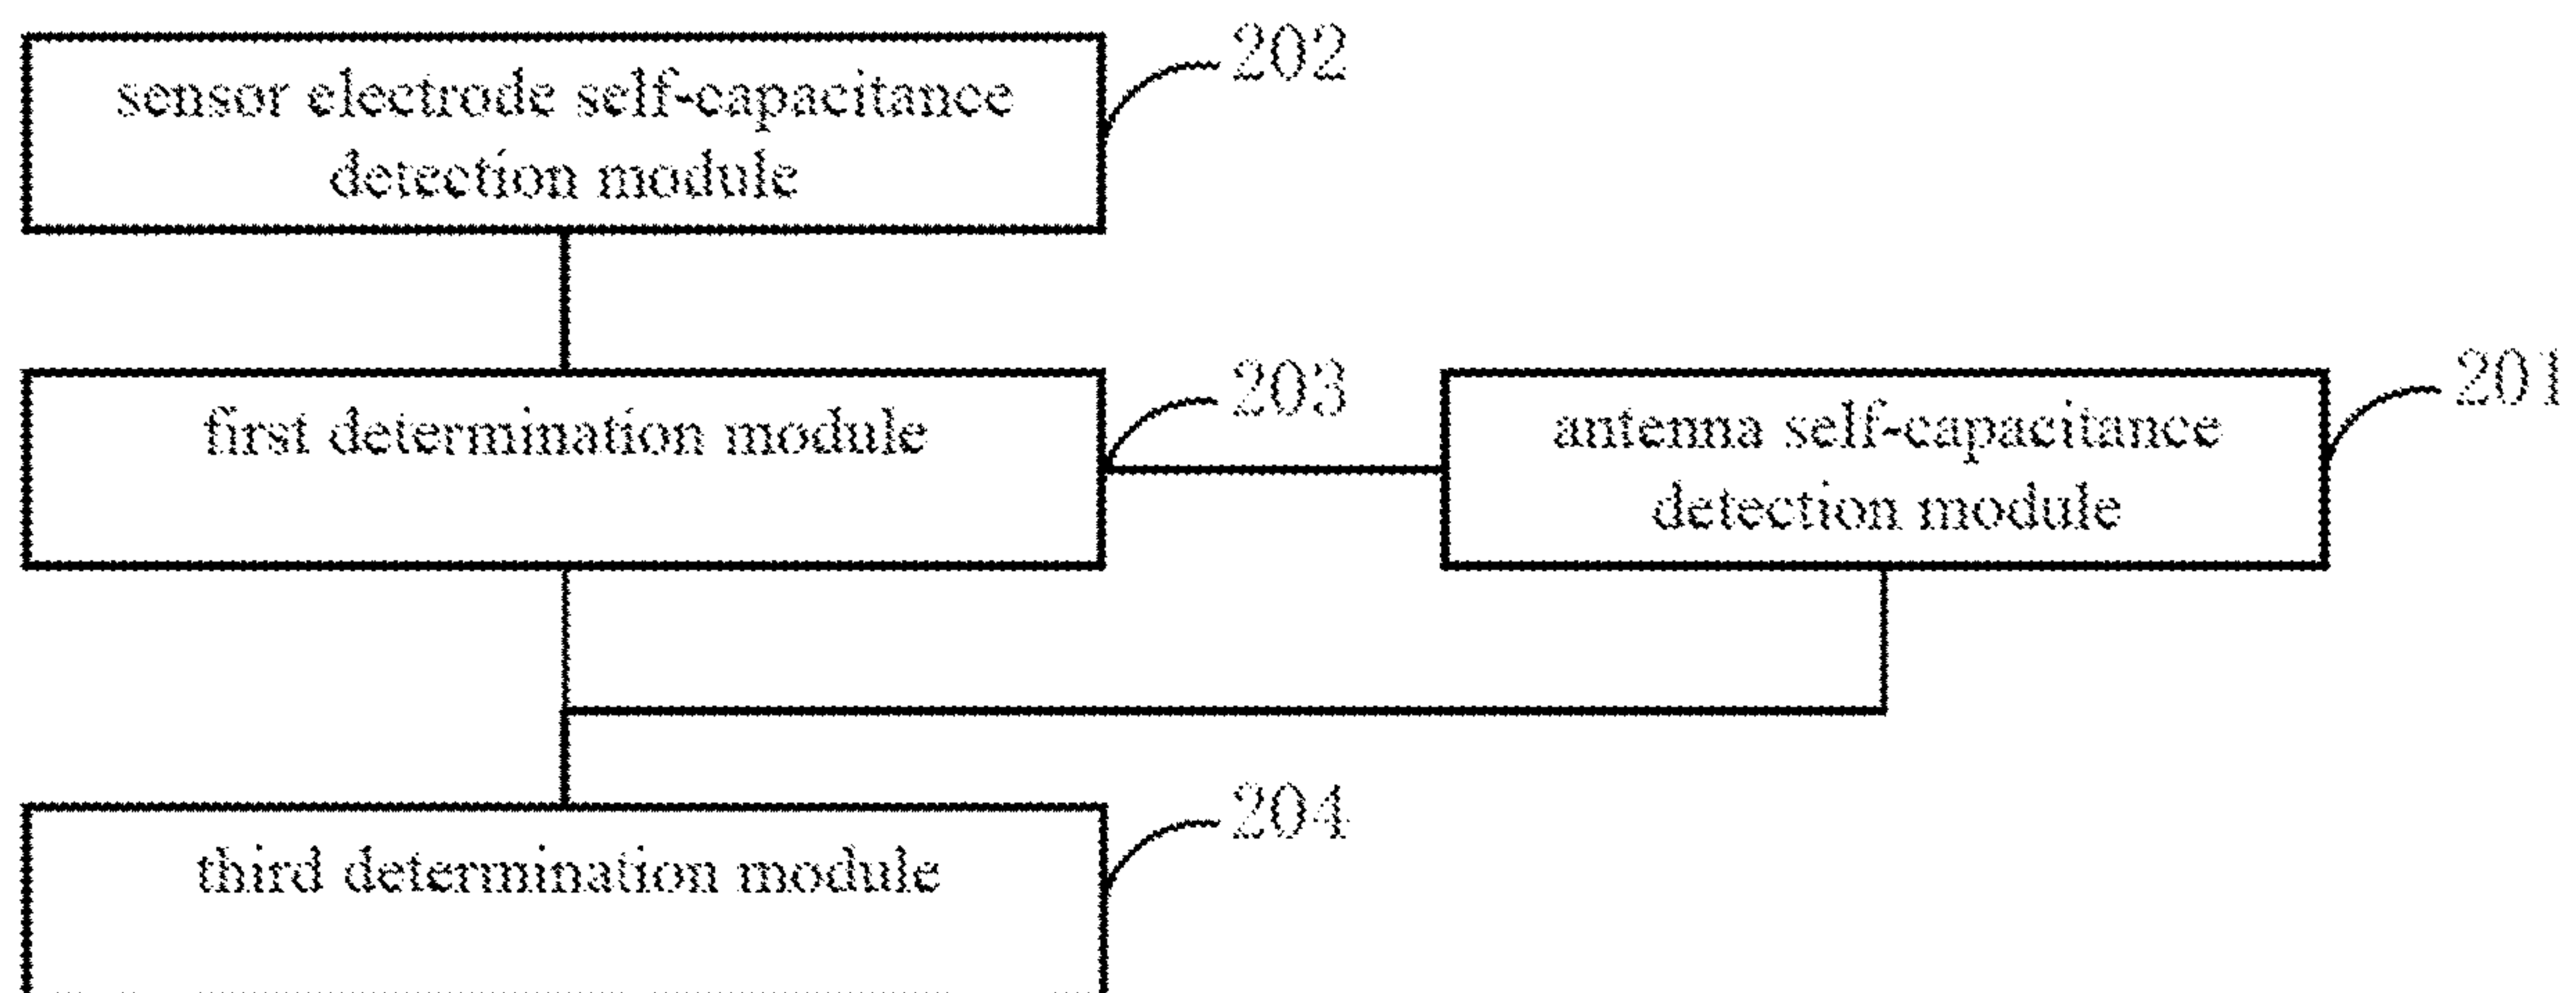 202
sensor electrode self-capacitance
detection module
203
201
first determination module
antenna self-capacitance
detection module
204
third determination module